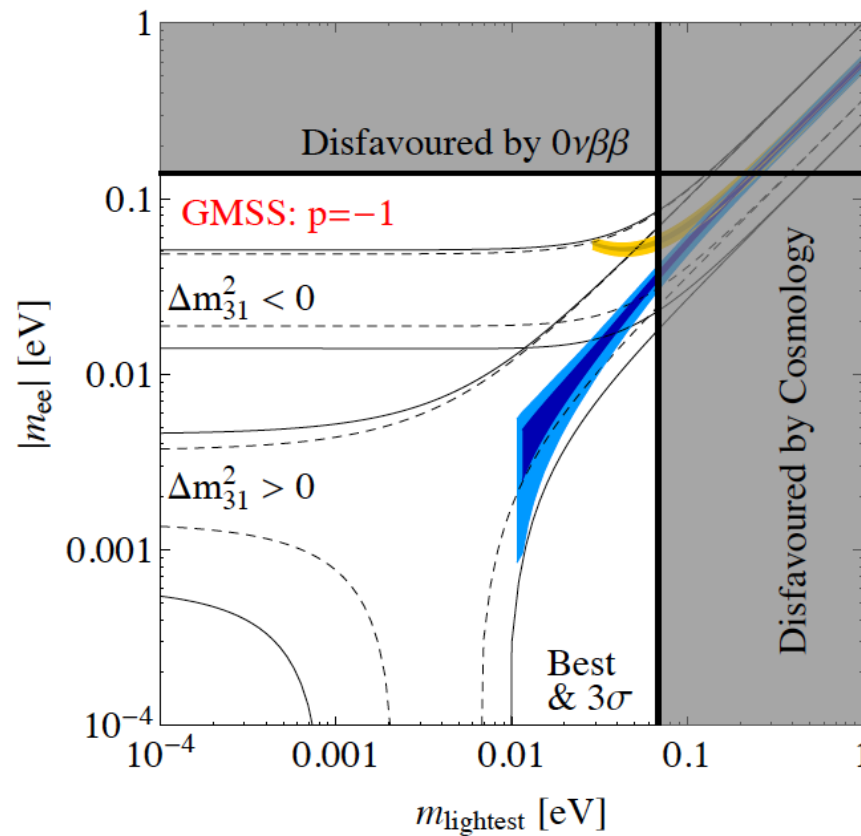 1
Disfavoured by 0νββ
0.1
GMSS: p=−1
Δm²₃₁ < 0
|mₑₑ| [eV]
0.01
Δm²₃₁ > 0
0.001
Disfavoured by Cosmology
Best
& 3σ
10⁻⁴
10⁻⁴ 0.001 0.01 0.1 1
m_lightest [eV]